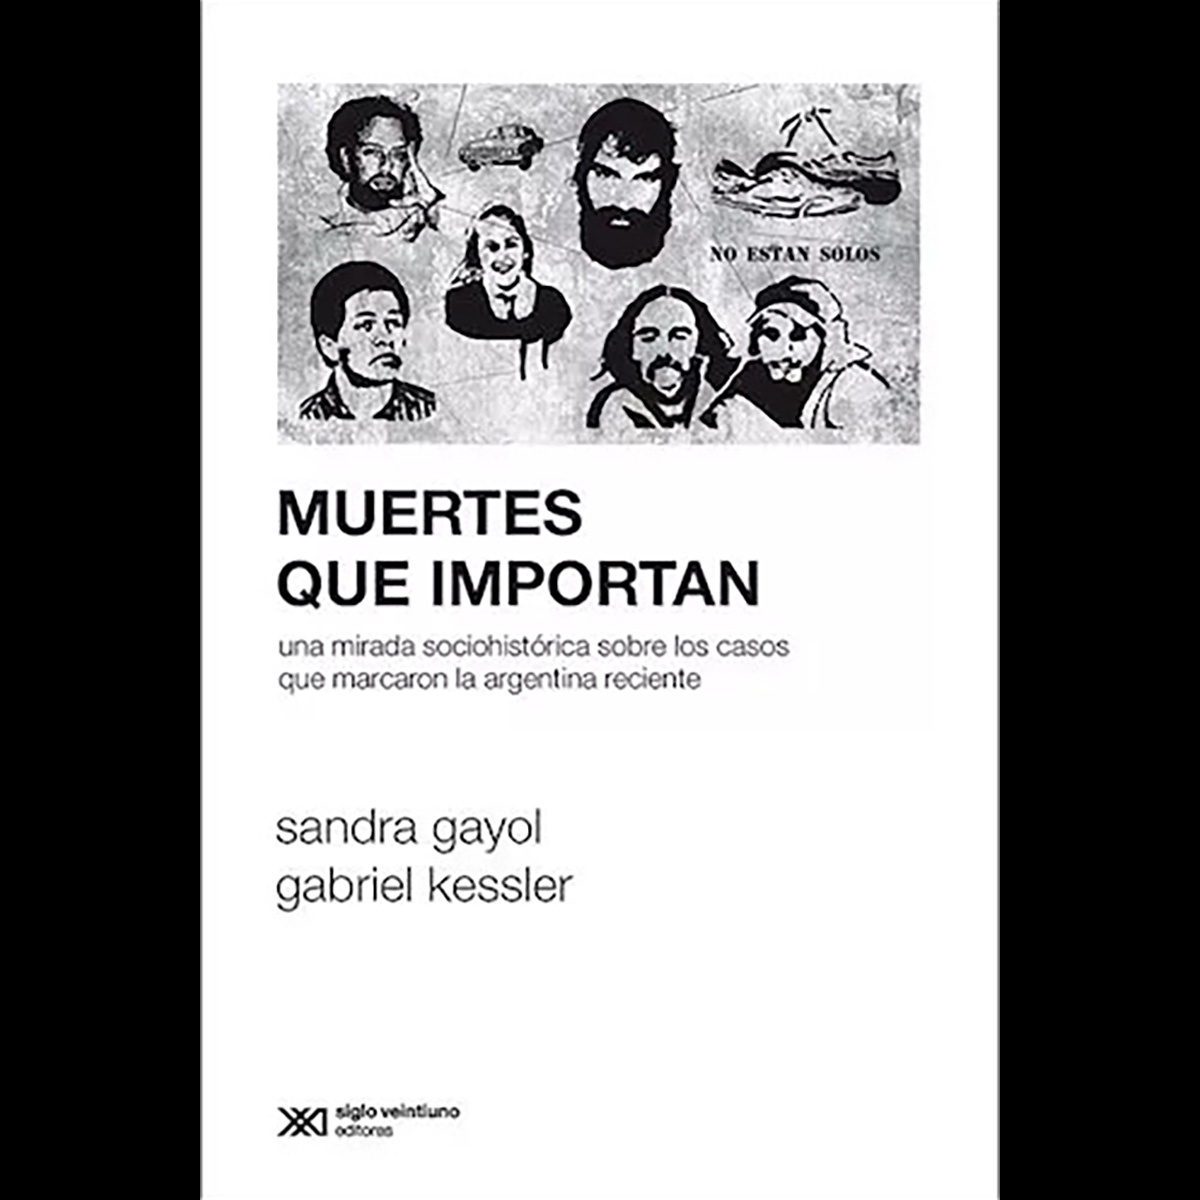 NO ESTAN SOLOS
MUERTES
QUE IMPORTAN
una mirada sociohistórica sobre los casos
que marcaron la argentina reciente
sandra gayol
gabriel kessler
siglo veintiuno
editores